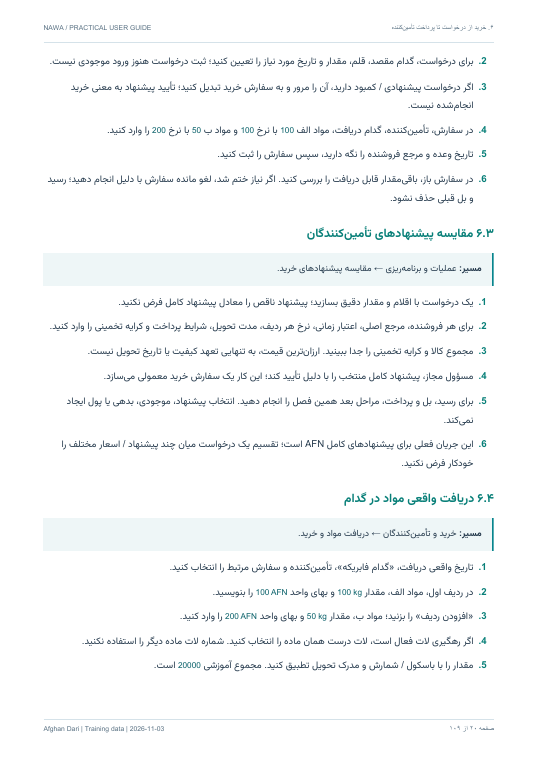 NAWA / PRACTICAL USER GUIDE
۶. خرید از درخواست تا پرداخت تأمین‌کننده
2. برای درخواست، گدام مقصد، قلم، مقدار و تاریخ مورد نیاز را تعیین کنید؛ ثبت درخواست هنوز ورود موجودی نیست.
3. اگر درخواست پیشنهادی / کمبود دارید، آن را مرور و به سفارش خرید تبدیل کنید؛ تأیید پیشنهاد به معنی خرید
انجام‌شده نیست.
4. در سفارش، تأمین‌کننده، گدام دریافت، مواد الف 100 با نرخ 100 و مواد ب 50 با نرخ 200 را وارد کنید.
5. تاریخ وعده و مرجع فروشنده را نگه دارید، سپس سفارش را ثبت کنید.
6. در سفارش باز، باقی‌مقدار قابل دریافت را بررسی کنید. اگر نیاز ختم شد، لغو مانده سفارش با دلیل انجام دهید؛ رسید
و بل قبلی حذف نشود.
۶.۳ مقایسه پیشنهادهای تأمین‌کنندگان
مسیر: عملیات و برنامه‌ریزی ← مقایسه پیشنهادهای خرید.
1. یک درخواست با اقلام و مقدار دقیق بسازید؛ پیشنهاد ناقص را معادل پیشنهاد کامل فرض نکنید.
2. برای هر فروشنده، مرجع اصلی، اعتبار زمانی، نرخ هر ردیف، مدت تحویل، شرایط پرداخت و کرایه تخمینی را وارد کنید.
3. مجموع کالا و کرایه تخمینی را جدا ببینید. ارزان‌ترین قیمت، به تنهایی تعهد کیفیت یا تاریخ تحویل نیست.
4. مسؤول مجاز، پیشنهاد کامل منتخب را با دلیل تأیید کند؛ این کار یک سفارش خرید معمولی می‌سازد.
5. برای رسید، بل و پرداخت، مراحل بعد همین فصل را انجام دهید. انتخاب پیشنهاد، موجودی، بدهی یا پول ایجاد
نمی‌کند.
6. این جریان فعلی برای پیشنهادهای کامل AFN است؛ تقسیم یک درخواست میان چند پیشنهاد / اسعار مختلف را
خودکار فرض نکنید.
۶.۴ دریافت واقعی مواد در گدام
مسیر: خرید و تأمین‌کنندگان ← دریافت مواد و خرید.
1. تاریخ واقعی دریافت، «گدام فابریکه»، تأمین‌کننده و سفارش مرتبط را انتخاب کنید.
2. در ردیف اول، مواد الف، مقدار 100 kg و بهای واحد 100 AFN را بنویسید.
3. «افزودن ردیف» را بزنید؛ مواد ب، مقدار 50 kg و بهای واحد 200 AFN را وارد کنید.
4. اگر رهگیری لات فعال است، لات درست همان ماده را انتخاب کنید. شماره لات ماده دیگر را استفاده نکنید.
5. مقدار را با باسکول / شمارش و مدرک تحویل تطبیق کنید. مجموع آموزشی 20000 است.
Afghan Dari | Training data | 2026-11-03
صفحه ۲۰ از ۱۰۹